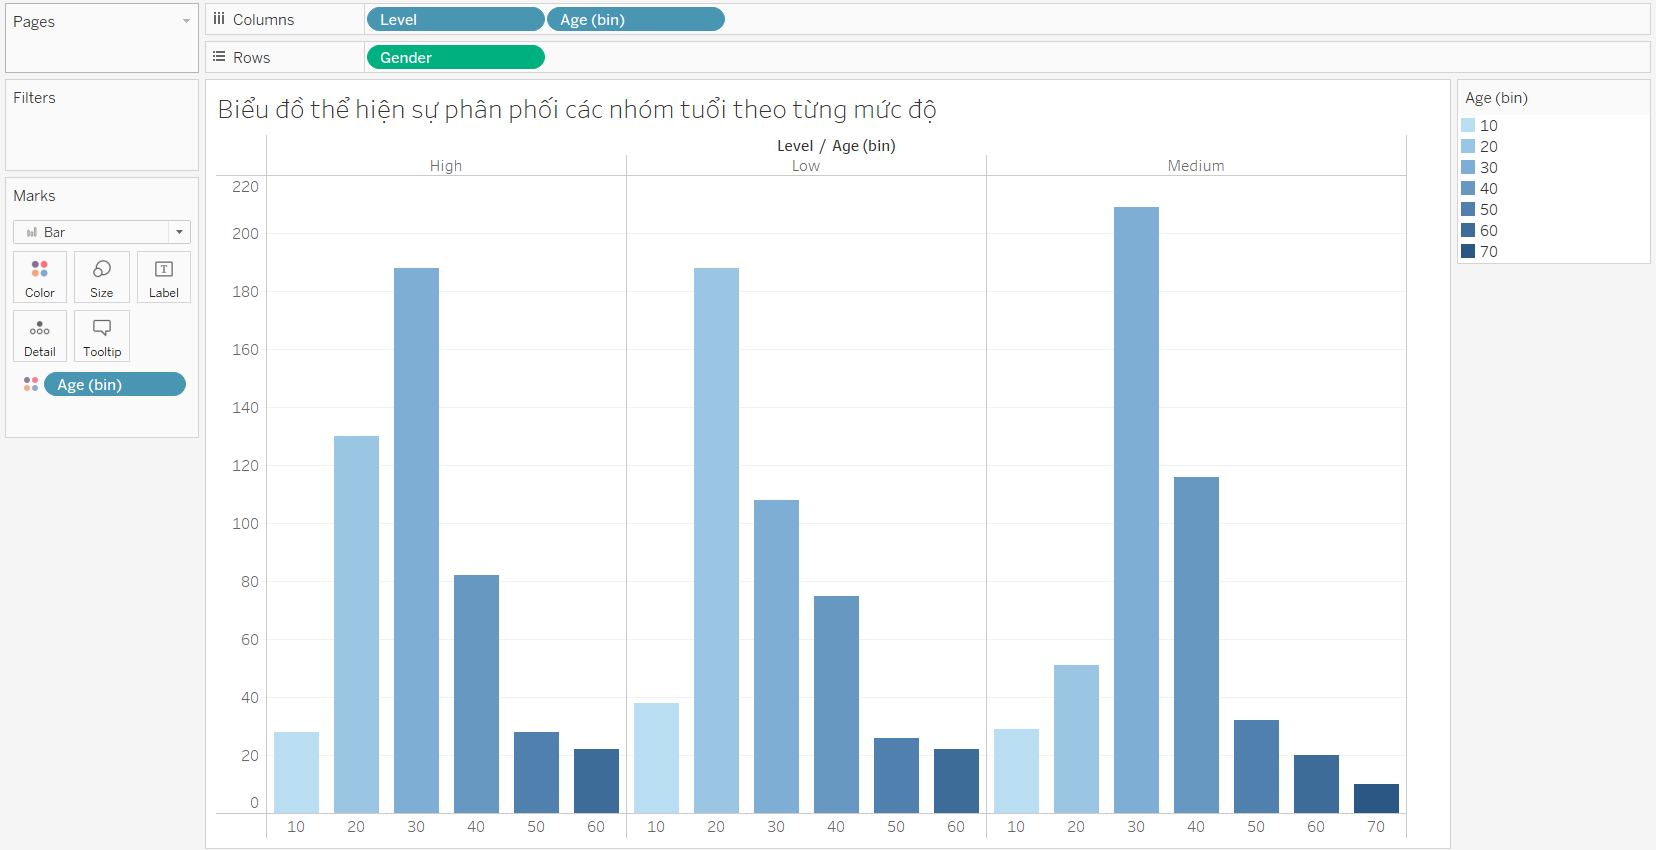 Pages
Columns
Level
Age (bin)
Rows
Gender
Filters
Marks
Bar
Color
Size
Label
Detail
Tooltip
Age (bin)
Biểu đồ thể hiện sự phân phối các nhóm tuổi theo từng mức độ
Level / Age (bin)
High Low Medium
220
200
180
160
140
120
100
80
60
40
20
0
10 20 30 40 50 60 10 20 30 40 50 60 10 20 30 40 50 60 70
Age (bin)
10
20
30
40
50
60
70